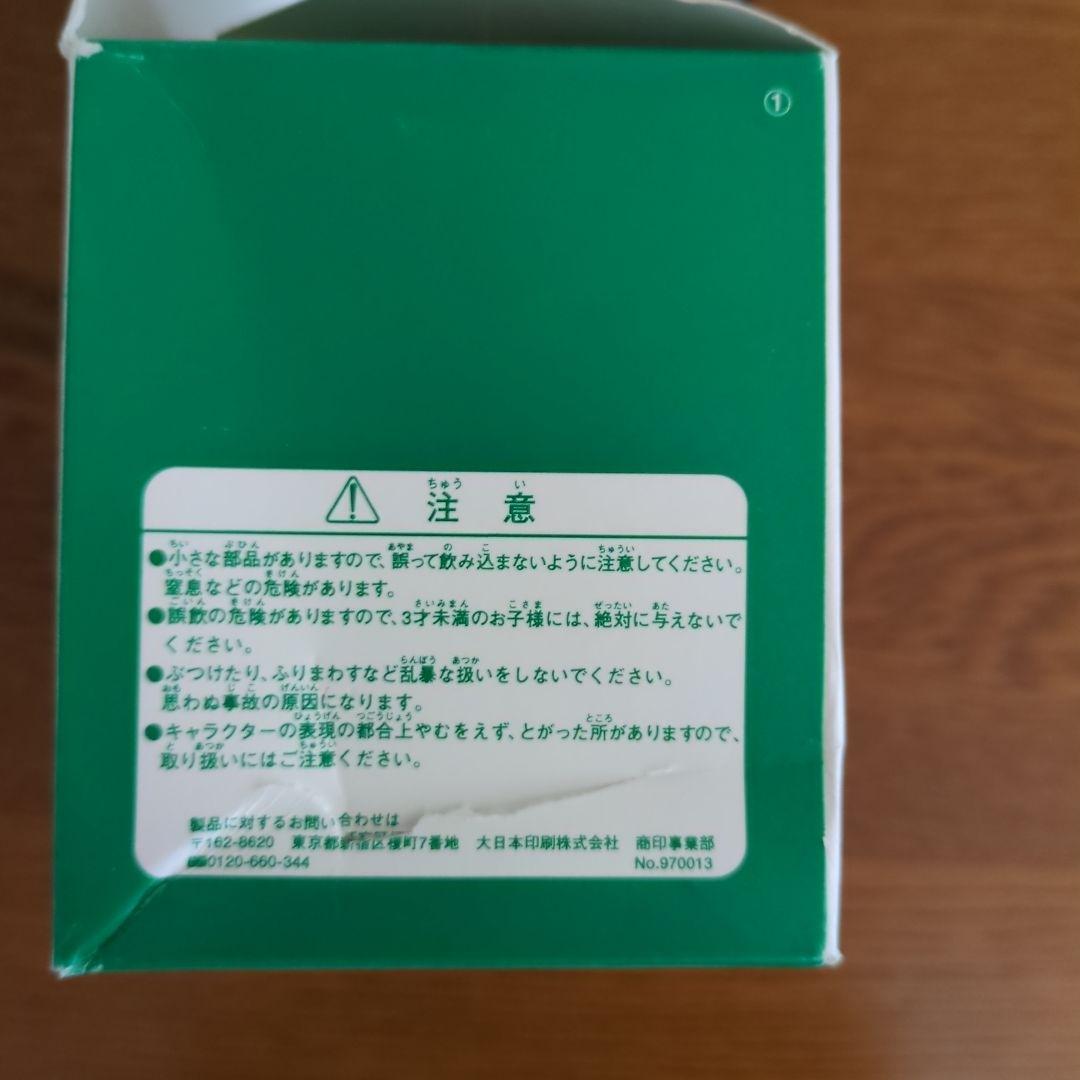 ①
注意
●小さな部品がありますので、誤って飲み込まないように注意してください。
窒息などの危険があります。
●誤飲の危険がありますので、3才未満のお子様には、絶対に与えないで
ください。
●ぶつけたり、ふりまわすなど乱暴な扱いをしないでください。
思わぬ事故の原因になります。
●キャラクターの表現の都合上やむをえず、とがった所がありますので、
取り扱いにはご注意ください。
製品に対するお問い合わせは
〒162-8620 東京都新宿区榎町7番地 大日本印刷株式会社 商印事業部
0120-660-344 No.970013